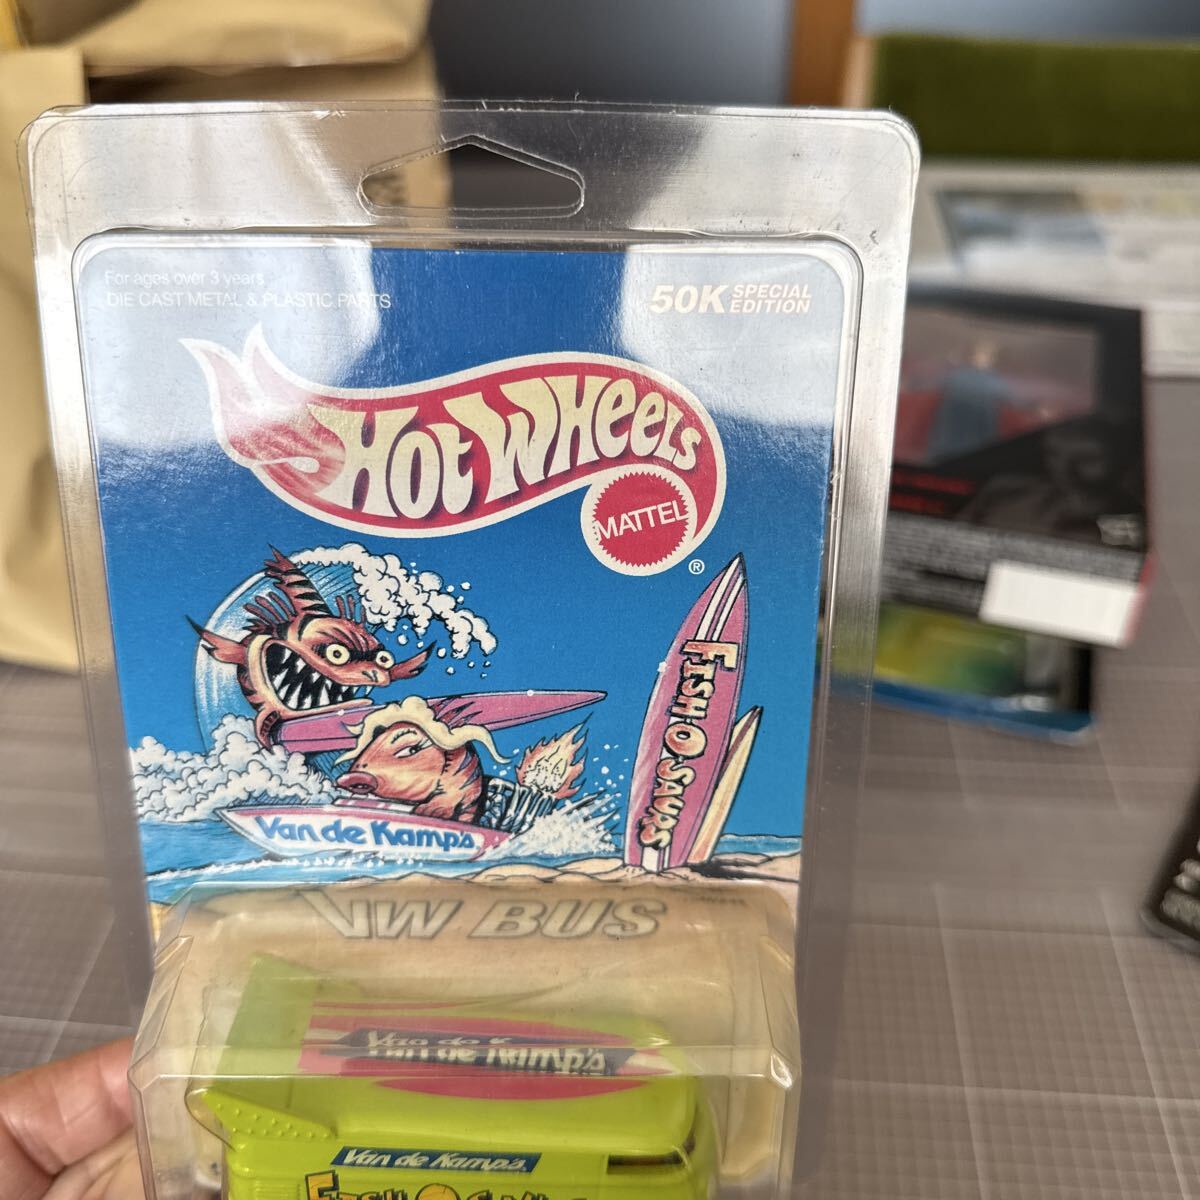 For ages over 3 years
DIE CAST METAL & PLASTIC PARTS
50K SPECIAL
EDITION
HOT WHEELS
MATTEL
®
FISH-O-SAURS
Van de Kamp's
VW BUS
Van de Kamp's
Van de Kamp's